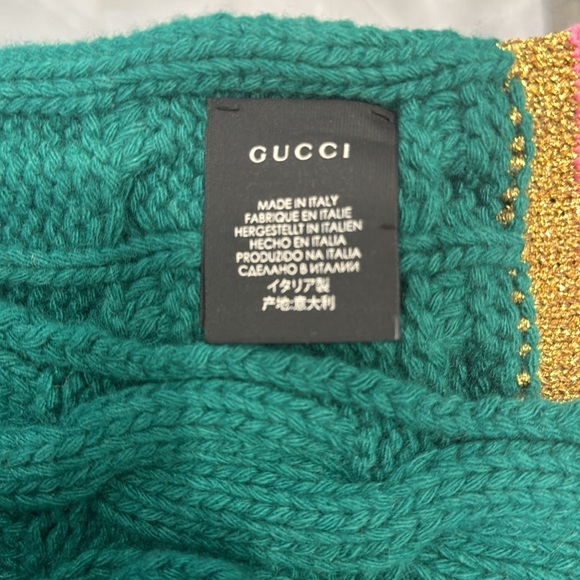 GUCCI
MADE IN ITALY
FABRIQUE EN ITALIE
HERGESTELLT IN ITALIEN
HECHO EN ITALIA
PRODUZIDO NA ITALIA
СДЕЛАНО В ИТАЛИИ
イタリア製
产地:意大利